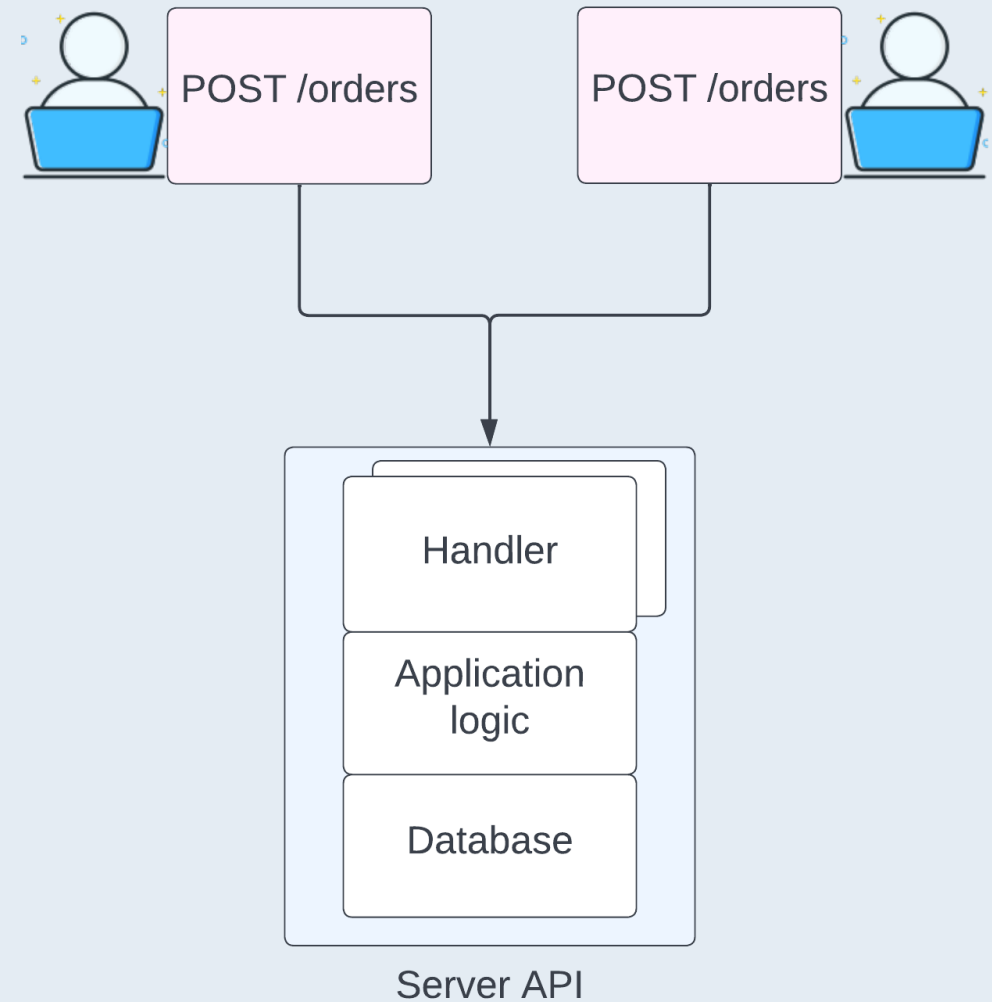 POST /orders
POST /orders
Handler
Application
logic
Database
Server API